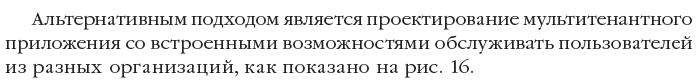 Альтернативным подходом является проектирование мультитенантного
приложения со встроенными возможностями обслуживать пользователей
из разных организаций, как показано на рис. 16.